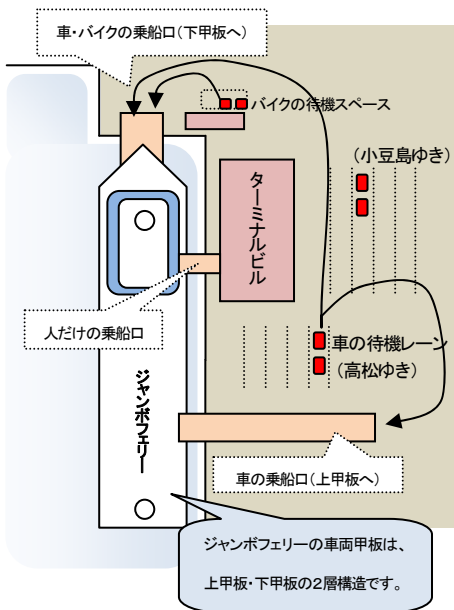 車・バイクの乗船口（下甲板へ）
バイクの待機スペース
（小豆島ゆき）
ターミナルビル
人だけの乗船口
車の待機レーン
（高松ゆき）
ジャンボフェリー
車の乗船口（上甲板へ）
ジャンボフェリーの車両甲板は、
上甲板・下甲板の２層構造です。